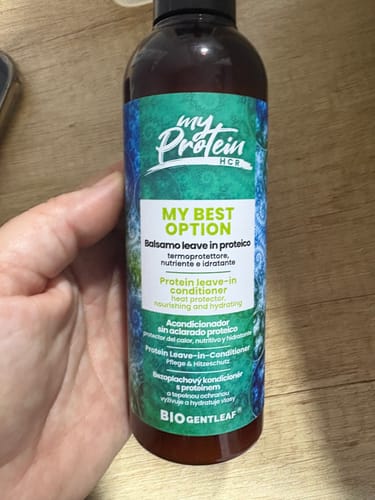 my
Protein
HCR
MY BEST
OPTION
Balsamo leave in proteico
termoprotettore,
nutriente e idratante
Protein leave-in
conditioner
heat protector,
nourishing and hydrating
Acondicionador
sin aclarado proteico
protector del calor, nutritivo y hidratante
Protein Leave-in-Conditioner
Pflege & Hitzeschutz
Bezoplachový kondicionér
s proteinem
a tepelnou ochranou
vyživuje a hydratuje vlasy
BIOGENTLEAF®